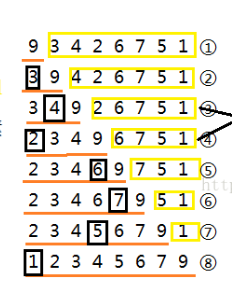 9 3 4 2 6 7 5 1 ①
3 9 4 2 6 7 5 1 ②
3 4 9 2 6 7 5 1 ③
2 3 4 9 6 7 5 1 ④
2 3 4 6 9 7 5 1 ⑤
2 3 4 6 7 9 5 1 ⑥
http
2 3 4 5 6 7 9 1 ⑦
1 2 3 4 5 6 7 9 ⑧